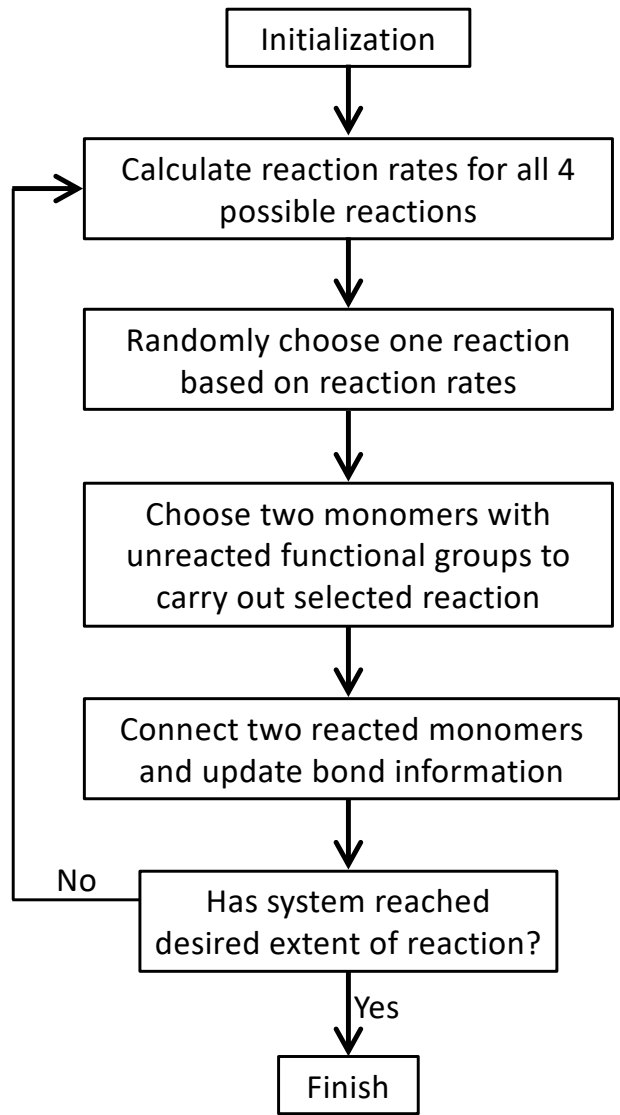 Initialization
Calculate reaction rates for all 4
possible reactions
Randomly choose one reaction
based on reaction rates
Choose two monomers with
unreacted functional groups to
carry out selected reaction
Connect two reacted monomers
and update bond information
No
Has system reached
desired extent of reaction?
Yes
Finish